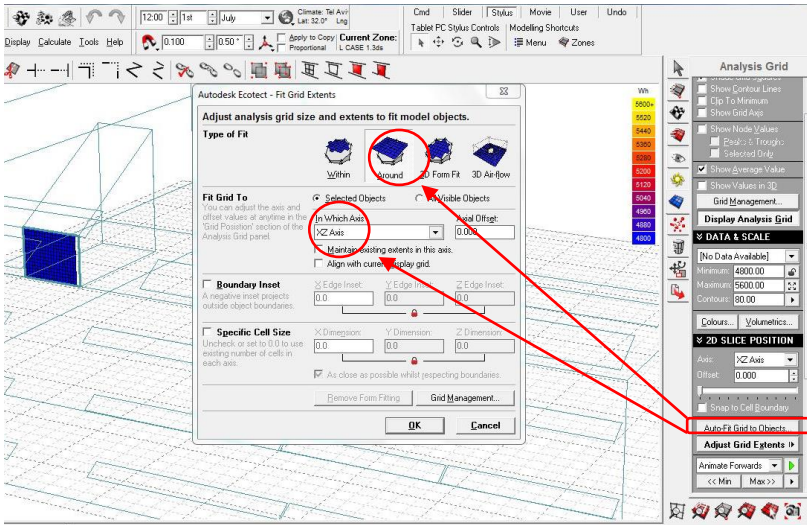 12:00 1st July Climate: Tel Avi
Lat: 32.0° Lng
Cmd Slider Stylus Movie User Undo
Tablet PC Stylus Controls Modelling Shortcuts
Menu Zones
Display Calculate Tools Help 0.100 0.50 ° Apply to Copy
Proportional
Current Zone:
L CASE 1.3ds
Autodesk Ecotect - Fit Grid Extents
Adjust analysis grid size and extents to fit model objects.
Type of Fit
Within Around 2D Form Fit 3D Air-flow
Fit Grid To
You can adjust the axis and
offset values at anytime in the
'Grid Posistion' section of the
Analysis Grid panel.
Selected Objects All Visible Objects
In Which Axis Axial Offset:
XZ Axis 0.000
Maintain existing extents in this axis.
Align with current display grid.
Boundary Inset
A negative inset projects
outside object boundaries.
X Edge Inset: Y Edge Inset: Z Edge Inset:
0.0 0.0 0.0
Specific Cell Size
Uncheck or set to 0.0 to use
existing number of cells in
each axis.
X Dimension: Y Dimension: Z Dimension:
0.0 0.0 0.0
As close as possible whilst respecting boundaries.
Remove Form Fitting Grid Management...
OK Cancel
Wh
5600+
5520
5440
5360
5280
5200
5120
5040
4960
4880
4800
Analysis Grid
Show Contour Lines
Clip To Minimum
Show Grid Axis
Show Node Values
Peaks & Troughs
Selected Only
Show Average Value
Show Values in 3D
Grid Management...
Display Analysis Grid
DATA & SCALE
[No Data Available]
Minimum: 4800.00
Maximum: 5600.00
Contours: 80.00
Colours... Volumetrics...
2D SLICE POSITION
Axis: XZ Axis
Offset: 0.000
Snap to Cell Boundary
Auto-Fit Grid to Objects...
Adjust Grid Extents
Animate Forwards
<< Min Max >>